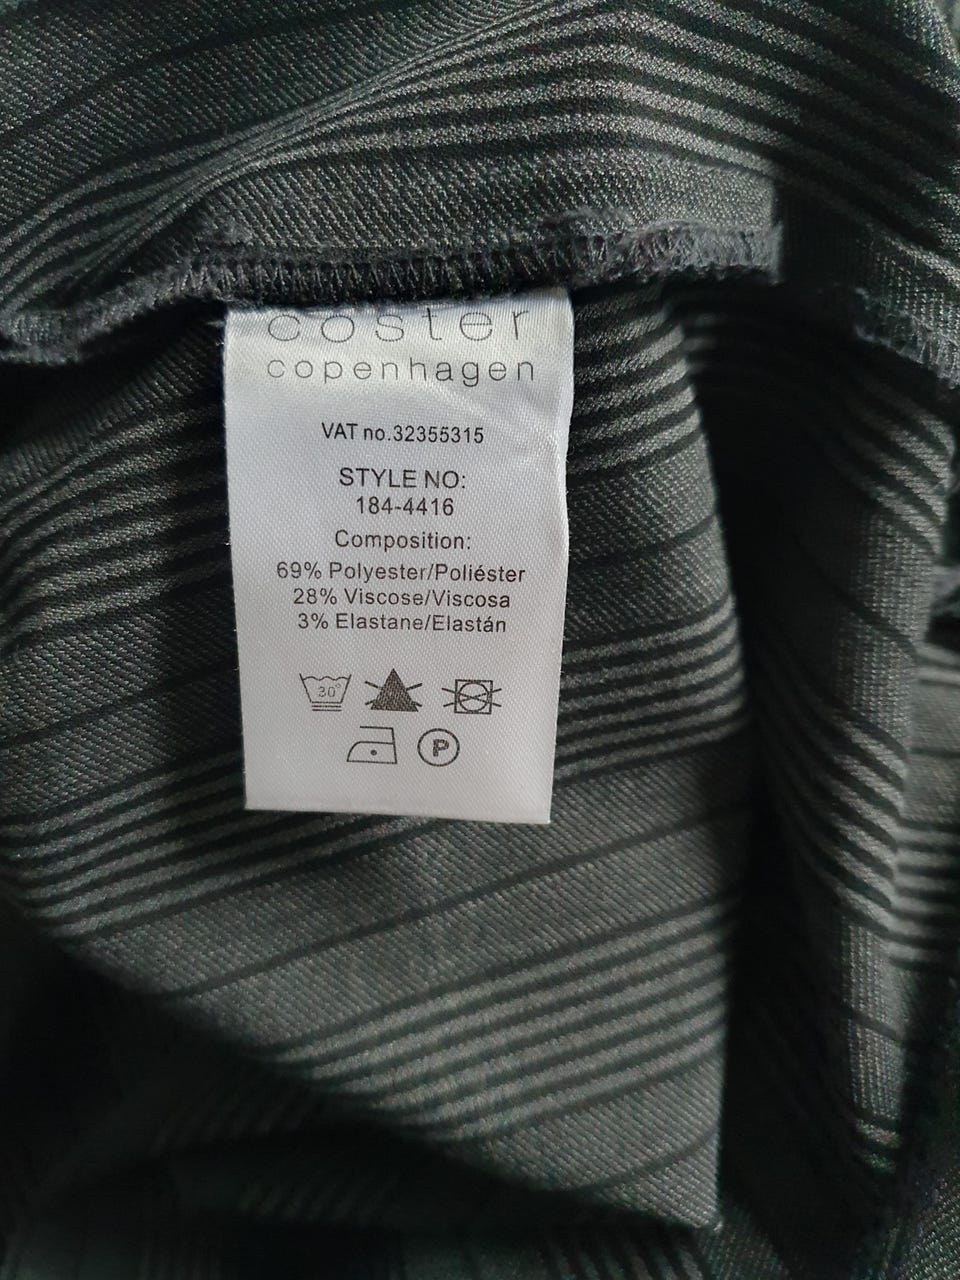 coster
copenhagen
VAT no.32355315
STYLE NO:
184-4416
Composition:
69% Polyester/Poliéster
28% Viscose/Viscosa
3% Elastane/Elastán
30°
P